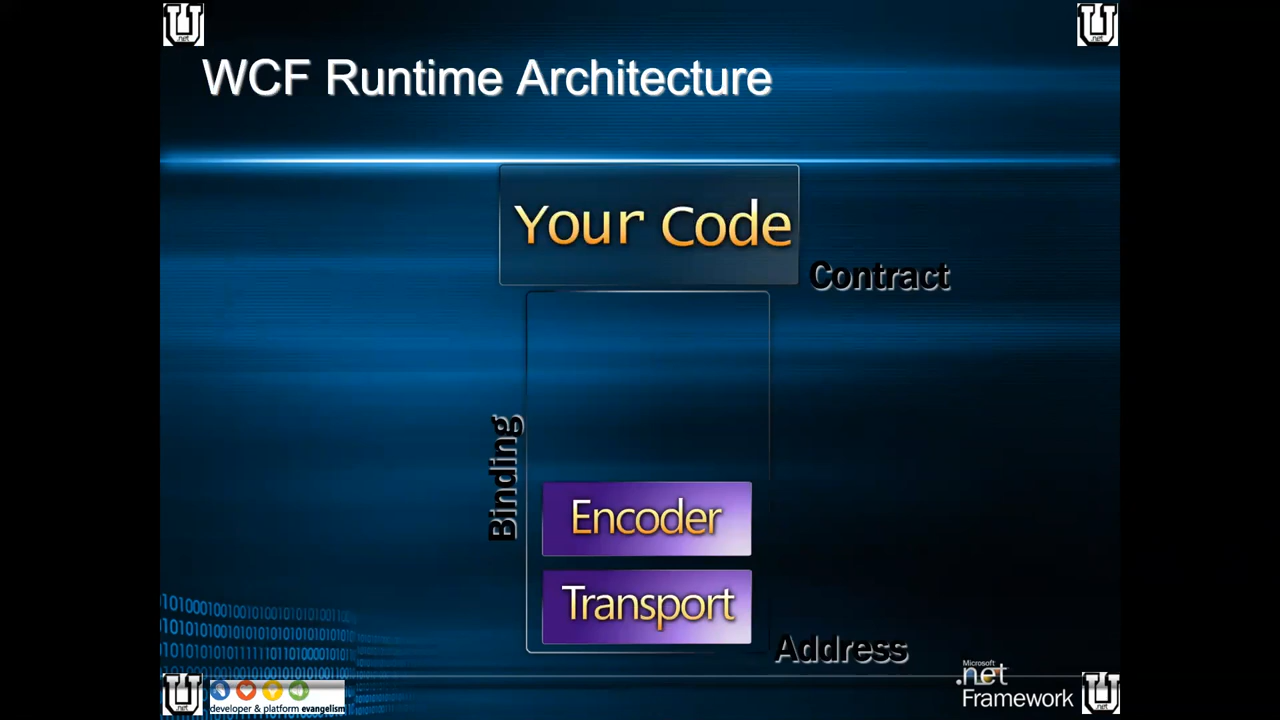 WCF Runtime Architecture
Your Code
Contract
Binding
Encoder
Transport
Address
developer & platform evangelism
Microsoft
.net
Framework